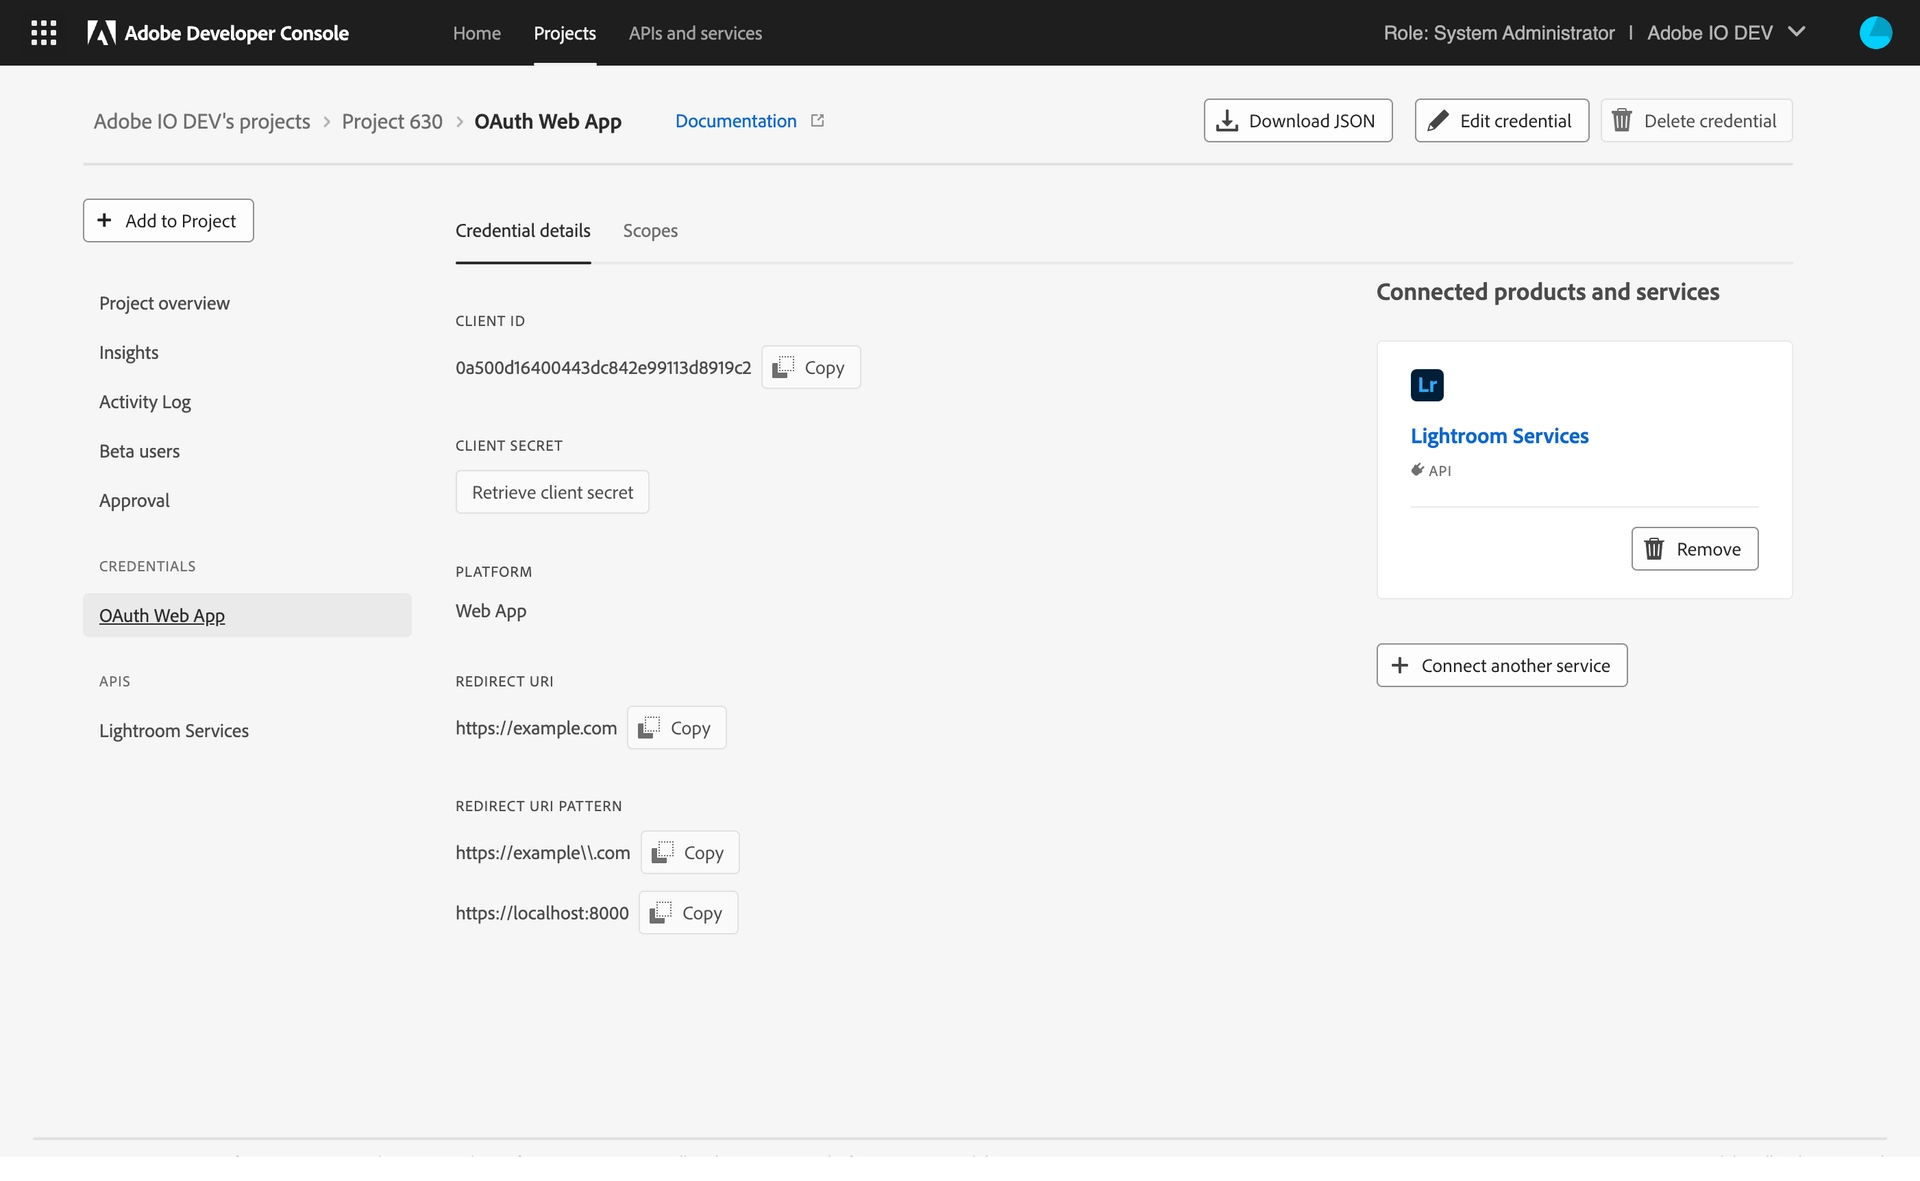 Adobe Developer Console
Home
Projects
APIs and services
Role: System Administrator | Adobe IO DEV
Adobe IO DEV's projects > Project 630 > OAuth Web App
Documentation
Download JSON
Edit credential
Delete credential
+ Add to Project
Project overview
Insights
Activity Log
Beta users
Approval
CREDENTIALS
OAuth Web App
APIS
Lightroom Services
Credential details
Scopes
CLIENT ID
0a500d16400443dc842e99113d8919c2
Copy
CLIENT SECRET
Retrieve client secret
PLATFORM
Web App
REDIRECT URI
https://example.com
Copy
REDIRECT URI PATTERN
https://example\\.com
Copy
https://localhost:8000
Copy
Connected products and services
Lr
Lightroom Services
API
Remove
+ Connect another service